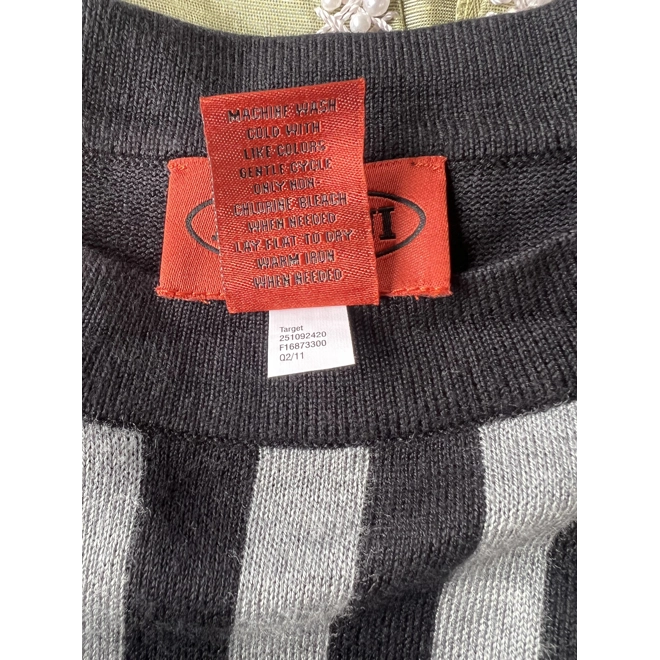 MACHINE WASH
COLD WITH
LIKE COLORS
GENTLE CYCLE
ONLY NON-
CHLORINE BLEACH
WHEN NEEDED
LAY FLAT TO DRY
WARM IRON
WHEN NEEDED
Target
251092420
F16873300
Q2/11